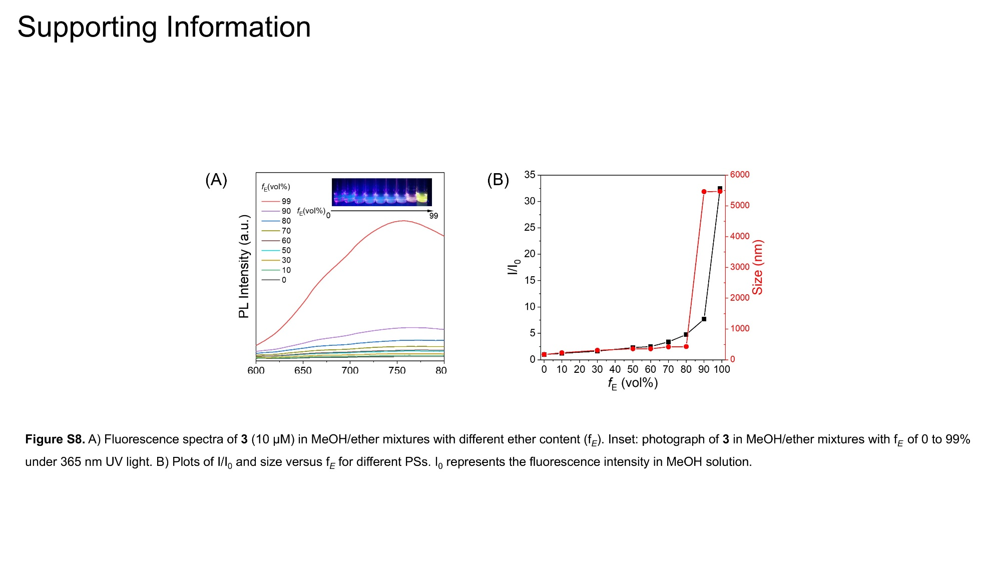 Supporting Information
(A)
fE(vol%)
99
90
80
70
60
50
30
10
0
fE(vol%)
0
99
PL Intensity (a.u.)
600 650 700 750 80
(B)
35
30
25
20
15
10
5
0
I/I0
6000
5000
4000
3000
2000
1000
0
Size (nm)
0 10 20 30 40 50 60 70 80 90 100
fE (vol%)
Figure S8. A) Fluorescence spectra of 3 (10 μM) in MeOH/ether mixtures with different ether content (fE). Inset: photograph of 3 in MeOH/ether mixtures with fE of 0 to 99%
under 365 nm UV light. B) Plots of I/I0 and size versus fE for different PSs. I0 represents the fluorescence intensity in MeOH solution.